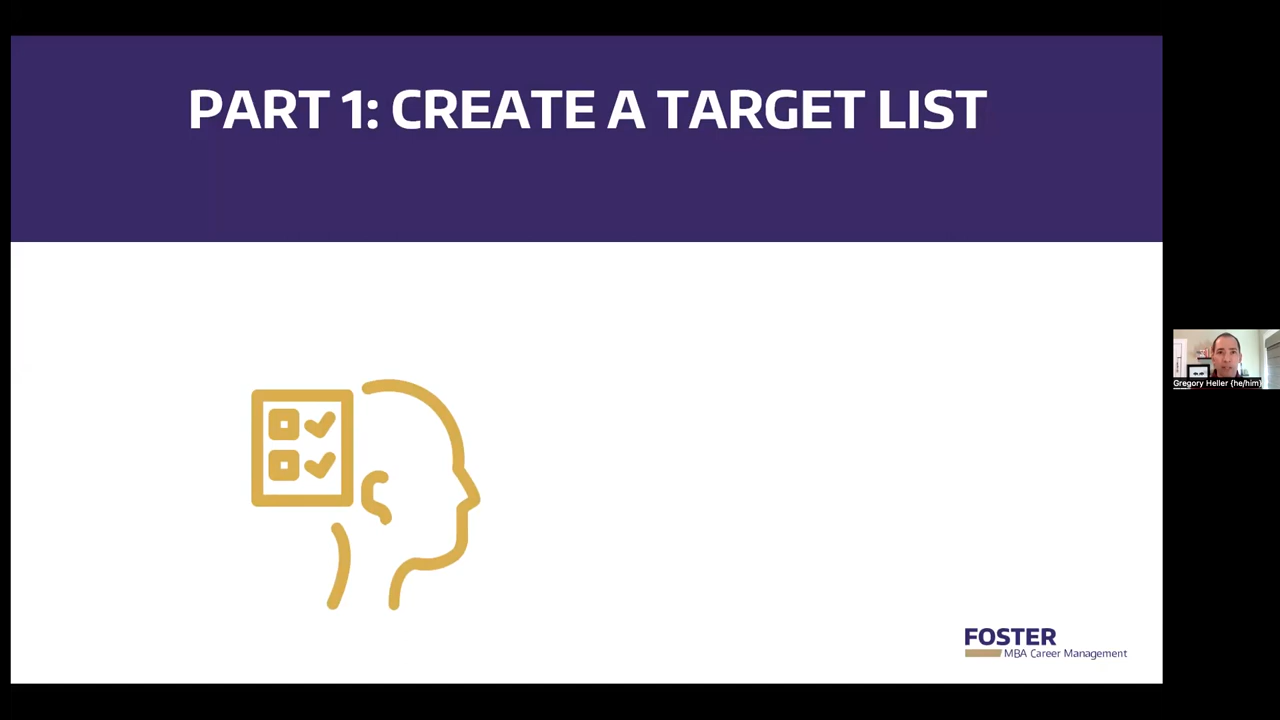 PART 1: CREATE A TARGET LIST
Gregory Heller (he/him)
FOSTER
MBA Career Management